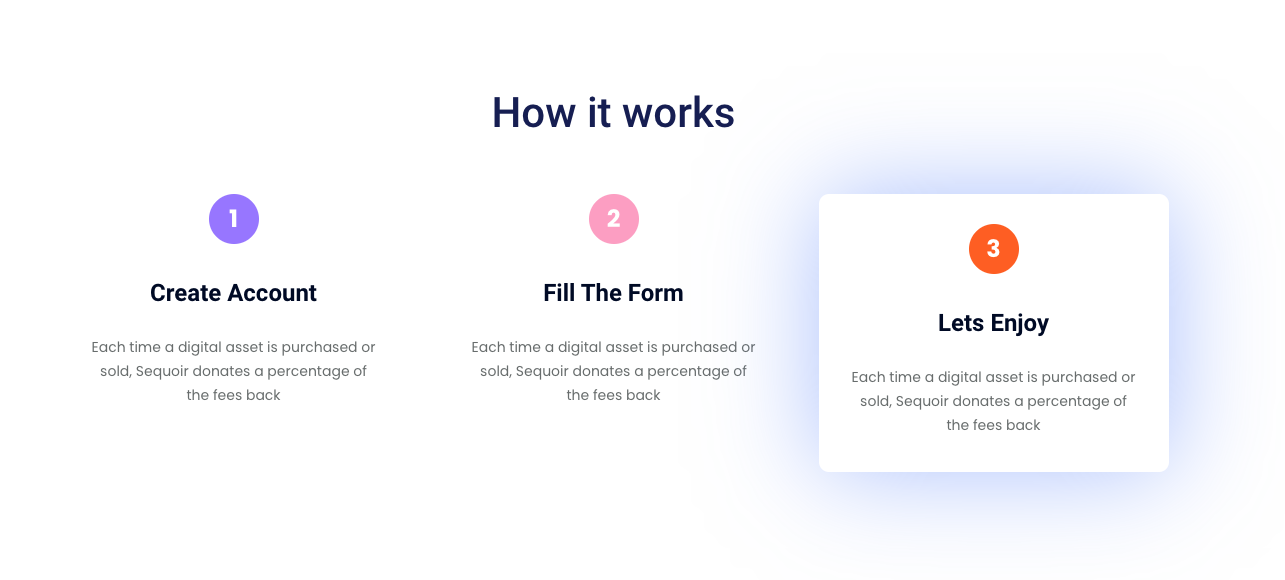 How it works
1
Create Account
Each time a digital asset is purchased or
sold, Sequoir donates a percentage of
the fees back
2
Fill The Form
Each time a digital asset is purchased or
sold, Sequoir donates a percentage of
the fees back
3
Lets Enjoy
Each time a digital asset is purchased or
sold, Sequoir donates a percentage of
the fees back